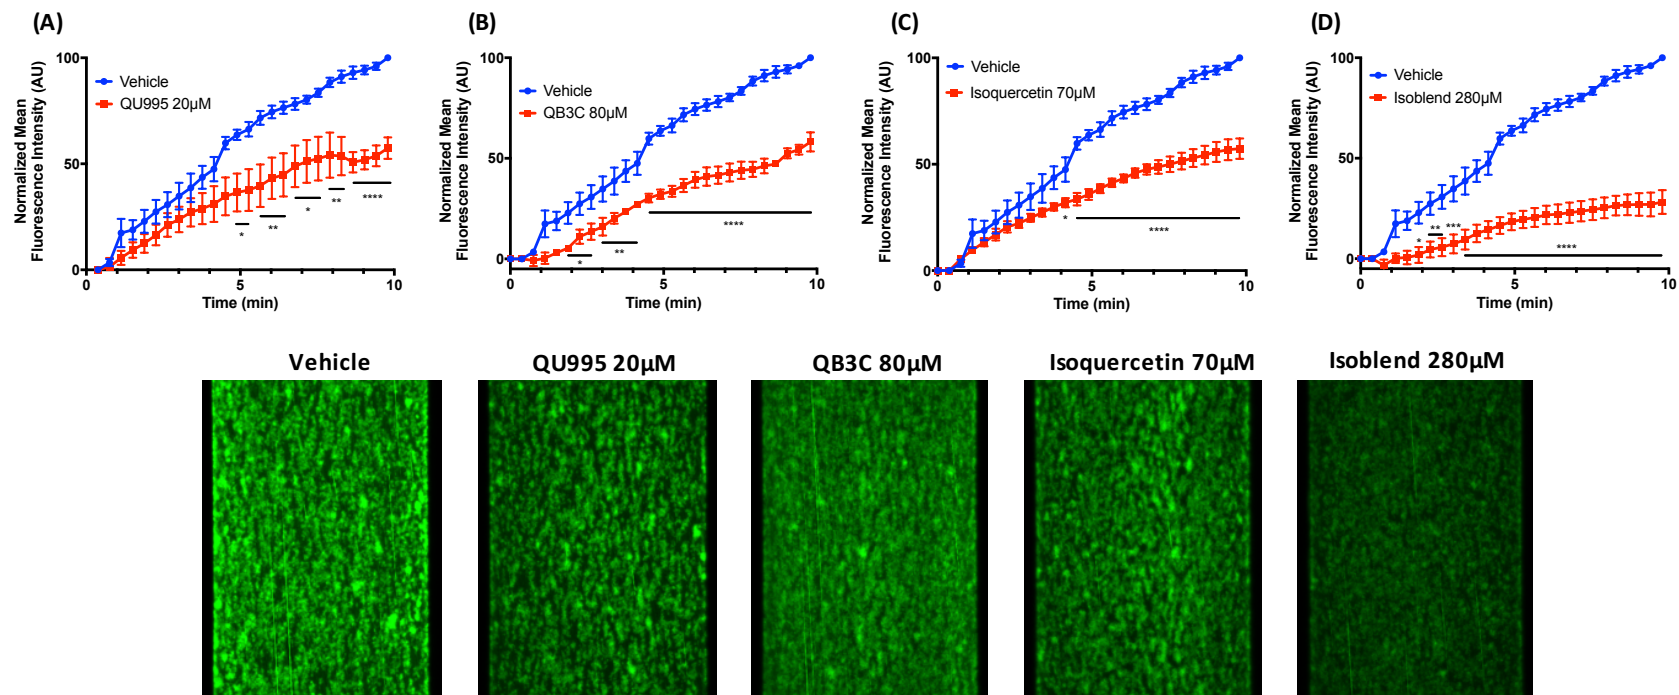 (A)
Normalized Mean
Fluorescence Intensity (AU)
100
50
0
Vehicle
QU995 20µM
*
**
*
**
****
0
5
10
Time (min)
(B)
Normalized Mean
Fluorescence Intensity (AU)
100
50
0
Vehicle
QB3C 80µM
*
**
****
0
5
10
Time (min)
(C)
Normalized Mean
Fluorescence Intensity (AU)
100
50
0
Vehicle
Isoquercetin 70µM
*
****
0
5
10
Time (min)
(D)
Normalized Mean
Fluorescence Intensity (AU)
100
50
0
Vehicle
Isoblend 280µM
*
**
***
****
0
5
10
Time (min)
Vehicle
QU995 20µM
QB3C 80µM
Isoquercetin 70µM
Isoblend 280µM